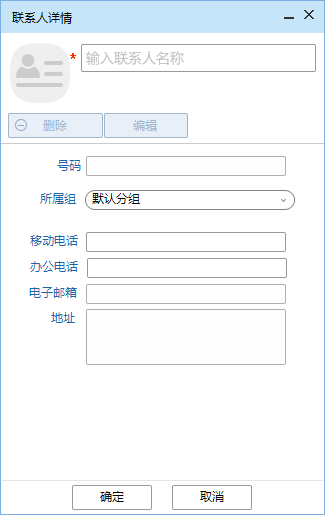 联系人详情
* 输入联系人名称
删除 编辑
号码
所属组 默认分组
移动电话
办公电话
电子邮箱
地址
确定 取消